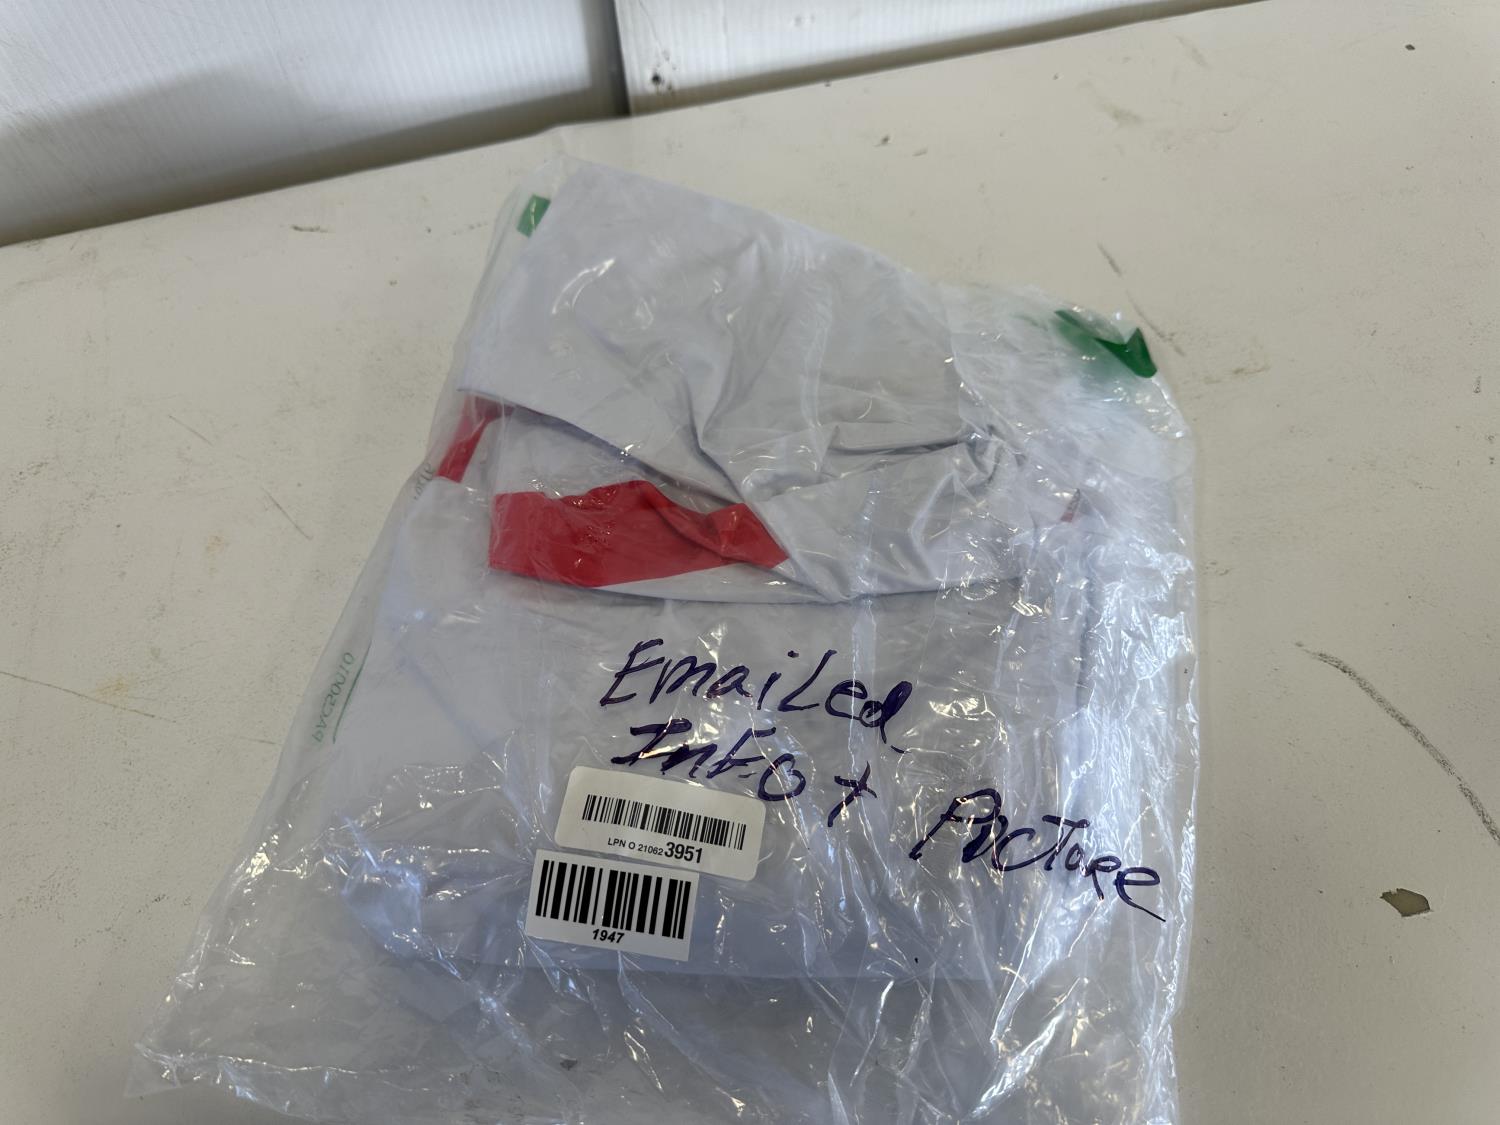 Emailed
Info + Picture
LPN O 210623951
1947